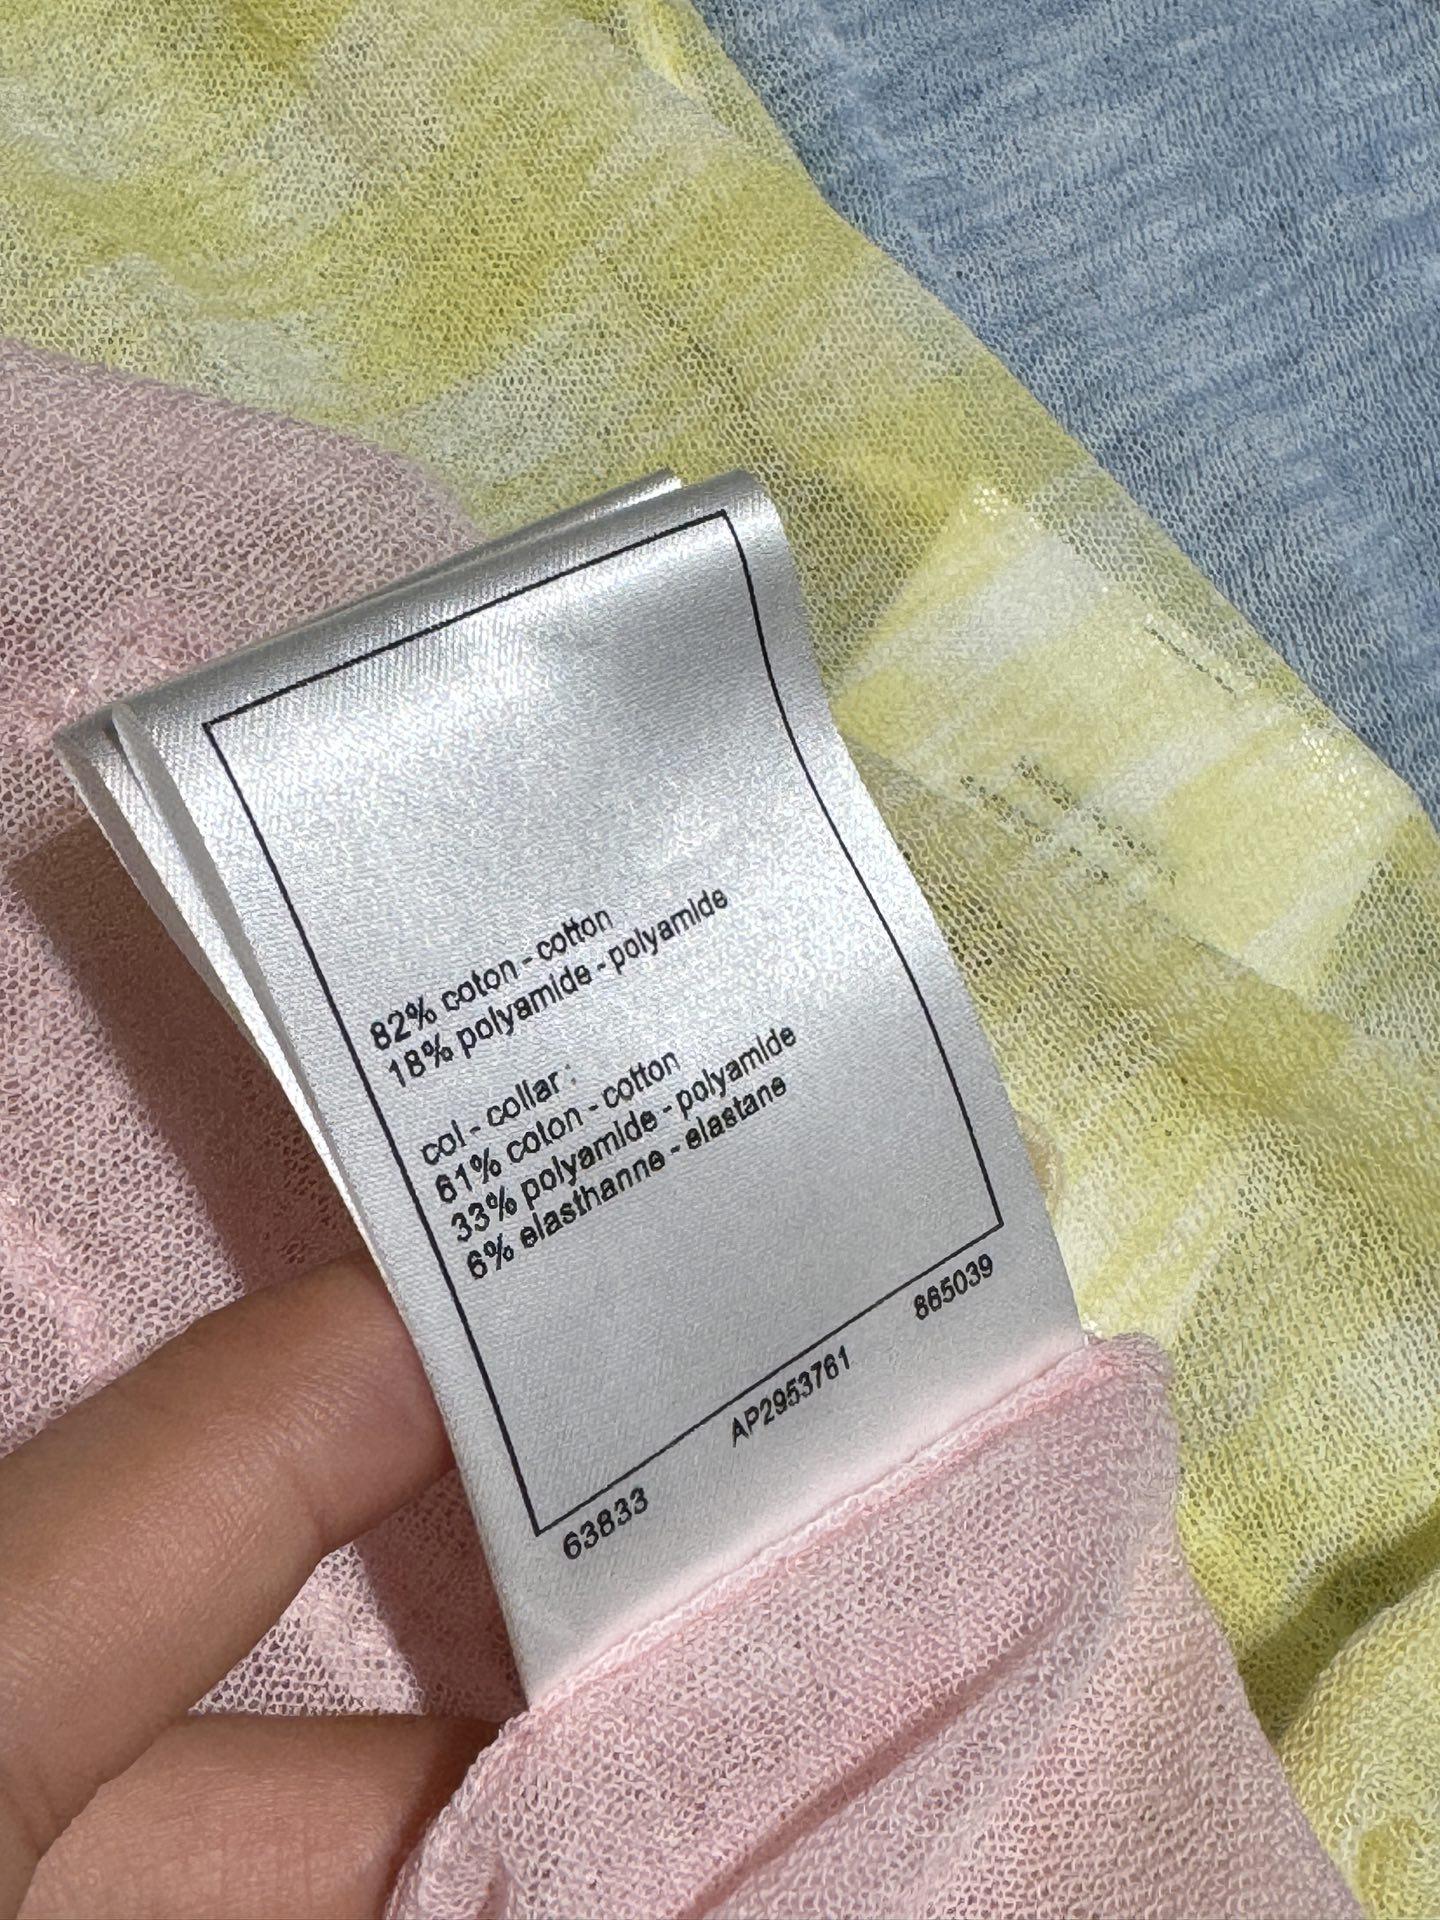 82% coton - cotton
18% polyamide - polyamide
col - collar :
61% coton - cotton
33% polyamide - polyamide
6% elasthanne - elastane
63833 AP2953761 865039